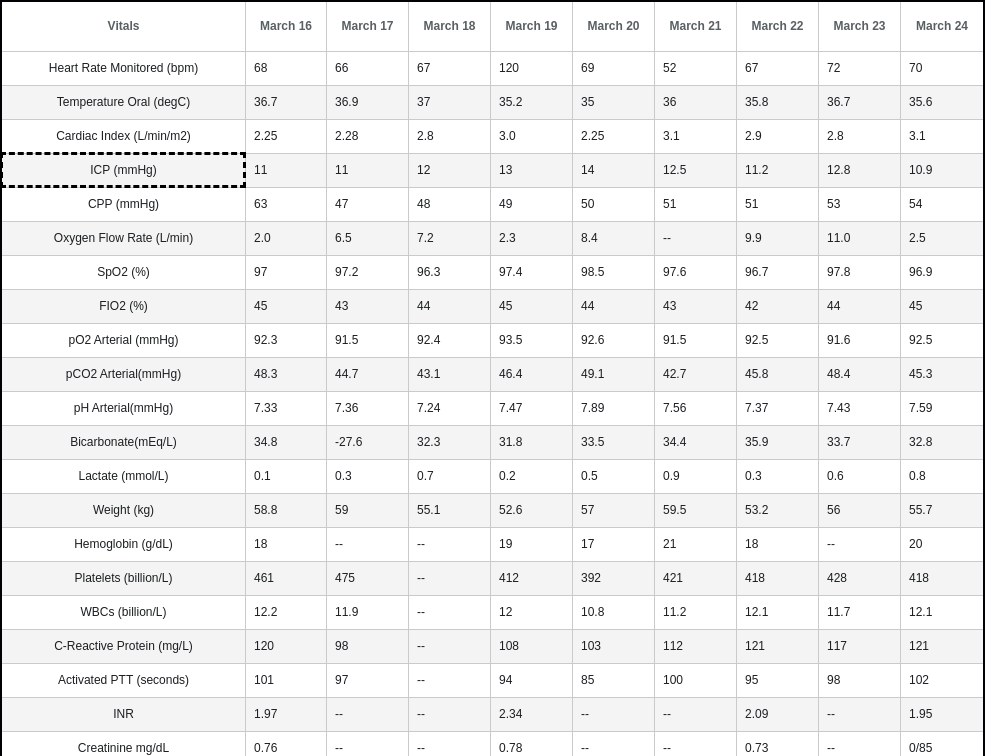 Vitals March 16 March 17 March 18 March 19 March 20 March 21 March 22 March 23 March 24
Heart Rate Monitored (bpm) 68 66 67 120 69 52 67 72 70
Temperature Oral (degC) 36.7 36.9 37 35.2 35 36 35.8 36.7 35.6
Cardiac Index (L/min/m2) 2.25 2.28 2.8 3.0 2.25 3.1 2.9 2.8 3.1
ICP (mmHg) 11 11 12 13 14 12.5 11.2 12.8 10.9
CPP (mmHg) 63 47 48 49 50 51 51 53 54
Oxygen Flow Rate (L/min) 2.0 6.5 7.2 2.3 8.4 -- 9.9 11.0 2.5
SpO2 (%) 97 97.2 96.3 97.4 98.5 97.6 96.7 97.8 96.9
FIO2 (%) 45 43 44 45 44 43 42 44 45
pO2 Arterial (mmHg) 92.3 91.5 92.4 93.5 92.6 91.5 92.5 91.6 92.5
pCO2 Arterial(mmHg) 48.3 44.7 43.1 46.4 49.1 42.7 45.8 48.4 45.3
pH Arterial(mmHg) 7.33 7.36 7.24 7.47 7.89 7.56 7.37 7.43 7.59
Bicarbonate(mEq/L) 34.8 -27.6 32.3 31.8 33.5 34.4 35.9 33.7 32.8
Lactate (mmol/L) 0.1 0.3 0.7 0.2 0.5 0.9 0.3 0.6 0.8
Weight (kg) 58.8 59 55.1 52.6 57 59.5 53.2 56 55.7
Hemoglobin (g/dL) 18 -- -- 19 17 21 18 -- 20
Platelets (billion/L) 461 475 -- 412 392 421 418 428 418
WBCs (billion/L) 12.2 11.9 -- 12 10.8 11.2 12.1 11.7 12.1
C-Reactive Protein (mg/L) 120 98 -- 108 103 112 121 117 121
Activated PTT (seconds) 101 97 -- 94 85 100 95 98 102
INR 1.97 -- -- 2.34 -- -- 2.09 -- 1.95
Creatinine mg/dL 0.76 -- -- 0.78 -- -- 0.73 -- 0/85